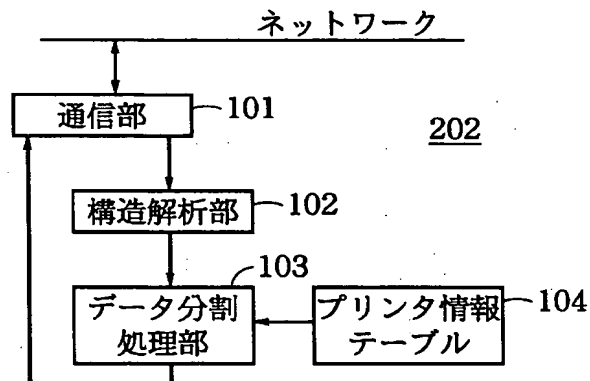 ネットワーク
通信部
101
202
構造解析部
102
103
データ分割
処理部
プリンタ情報
テーブル
104